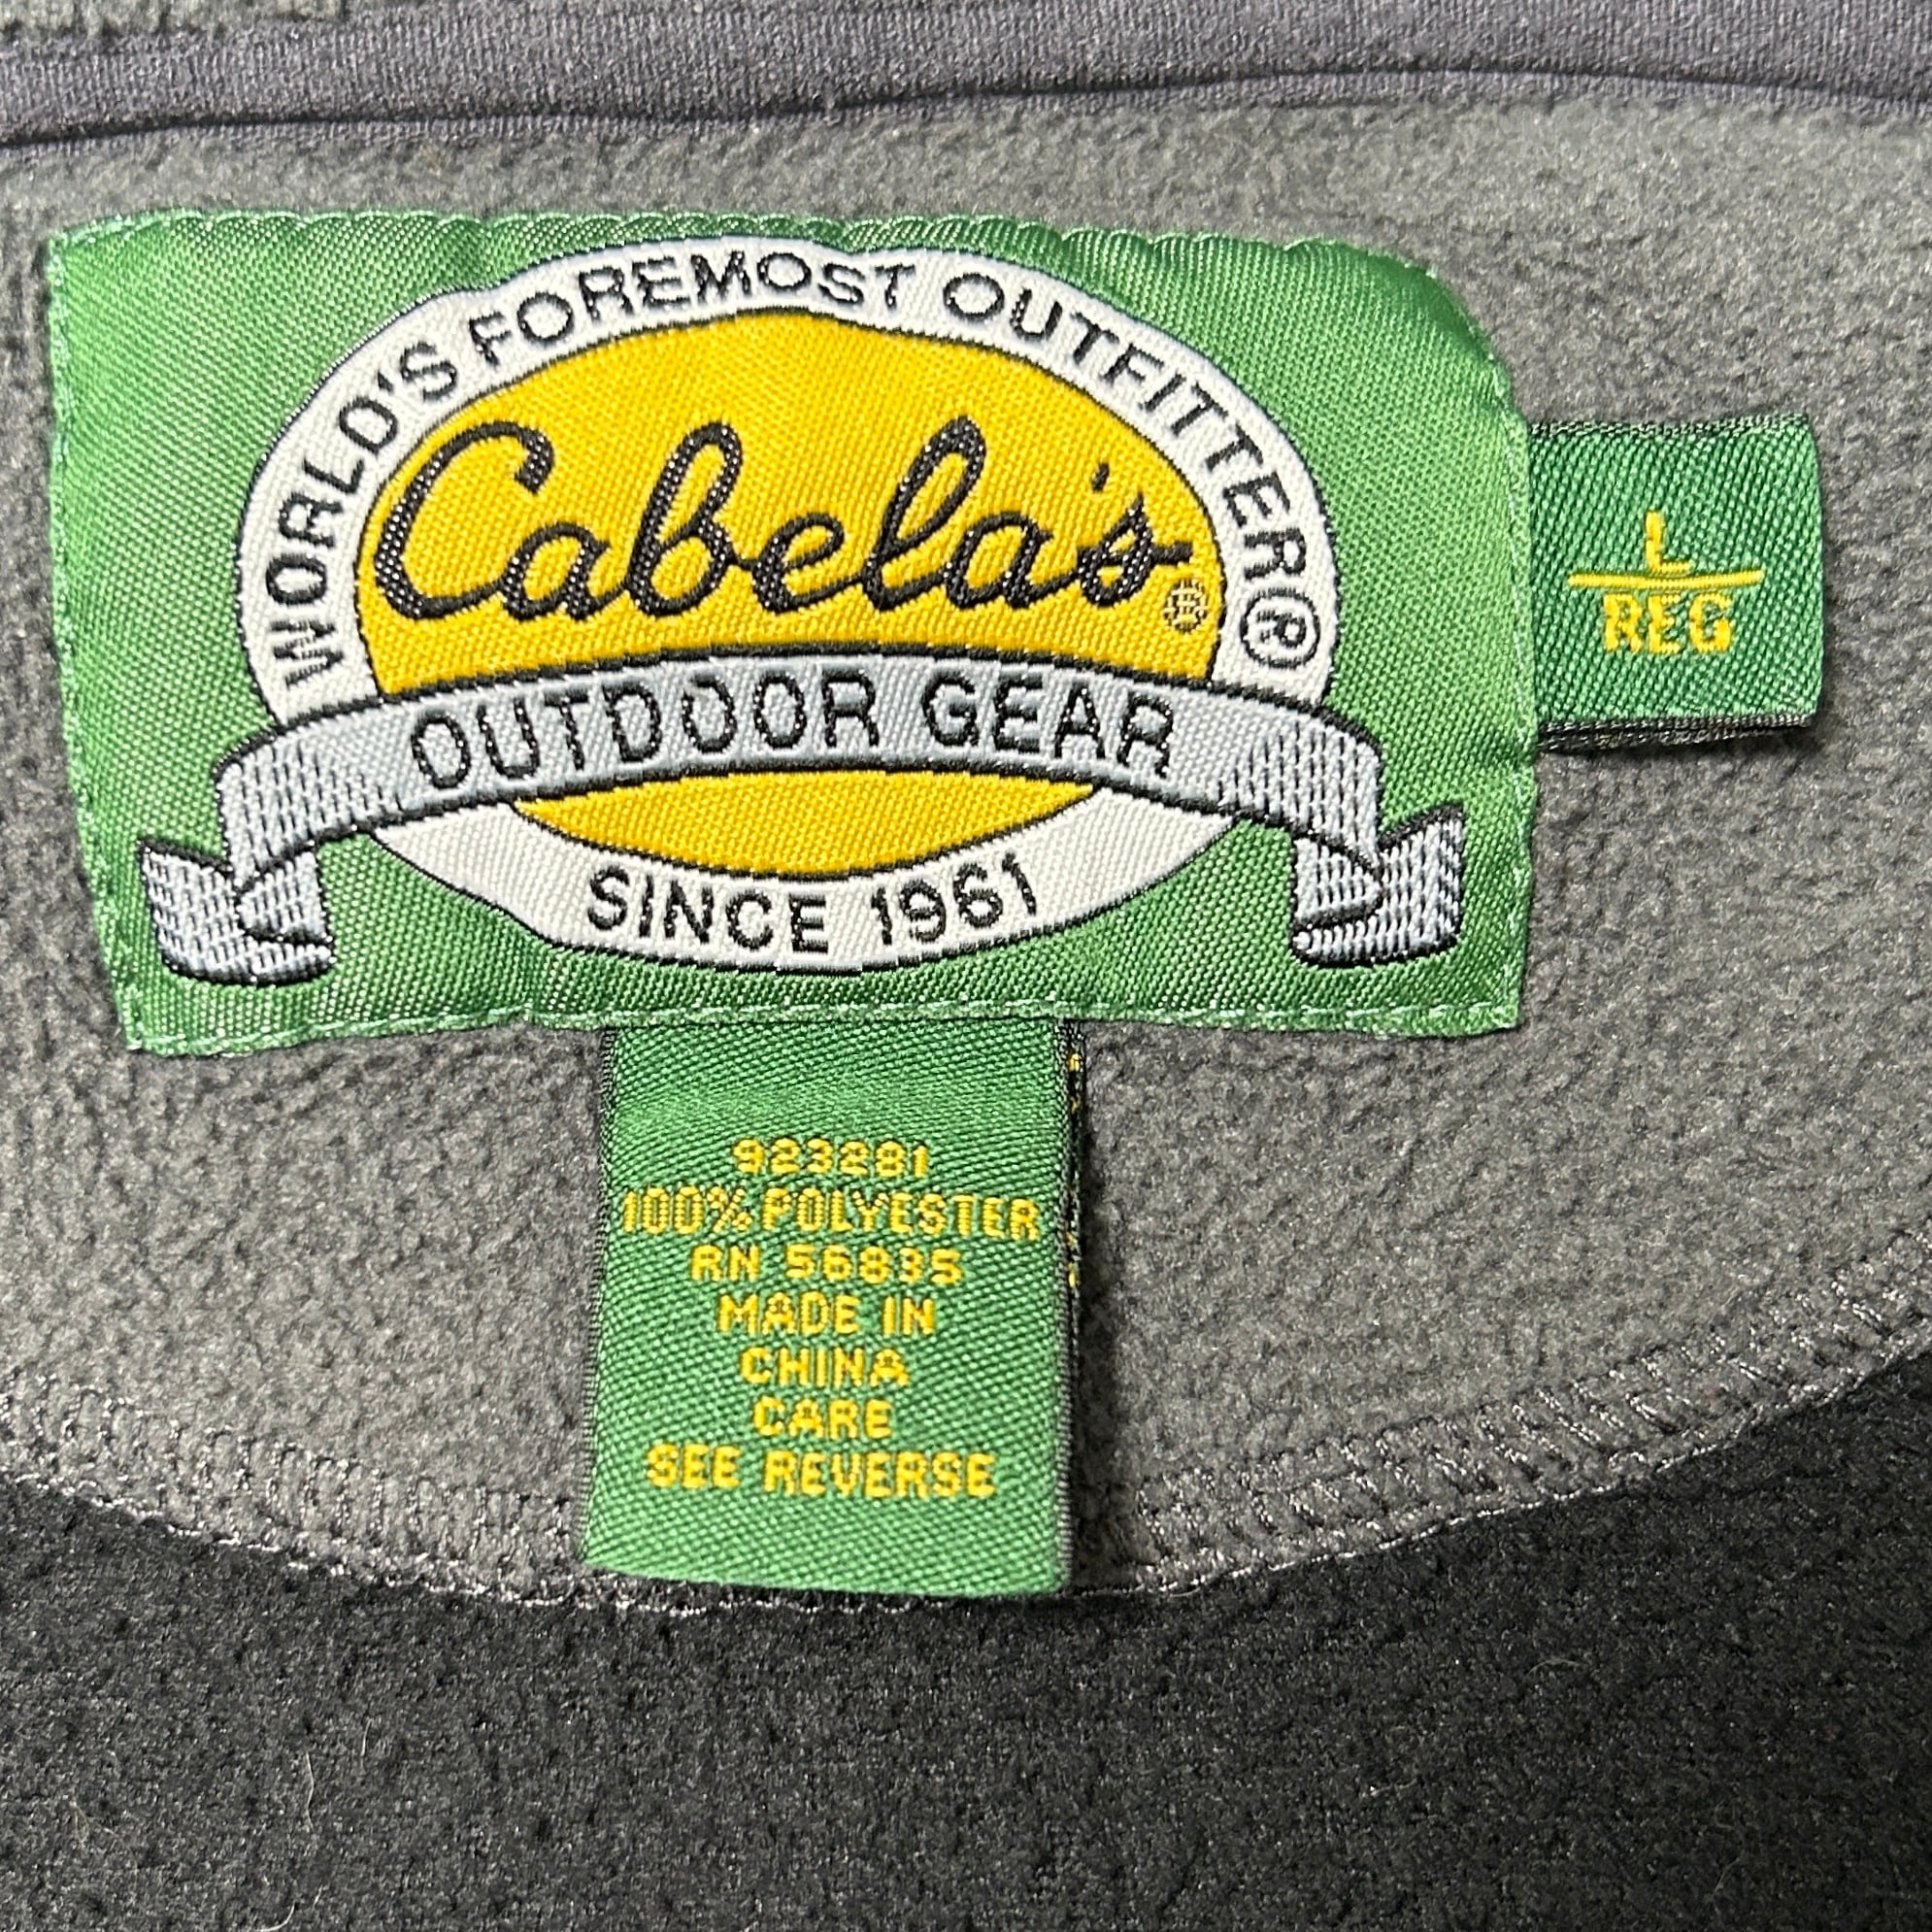 WORLD'S FOREMOST OUTFITTER®
Cabela's®
OUTDOOR GEAR
SINCE 1961
L
REG
923281
100% POLYESTER
RN 56835
MADE IN
CHINA
CARE
SEE REVERSE